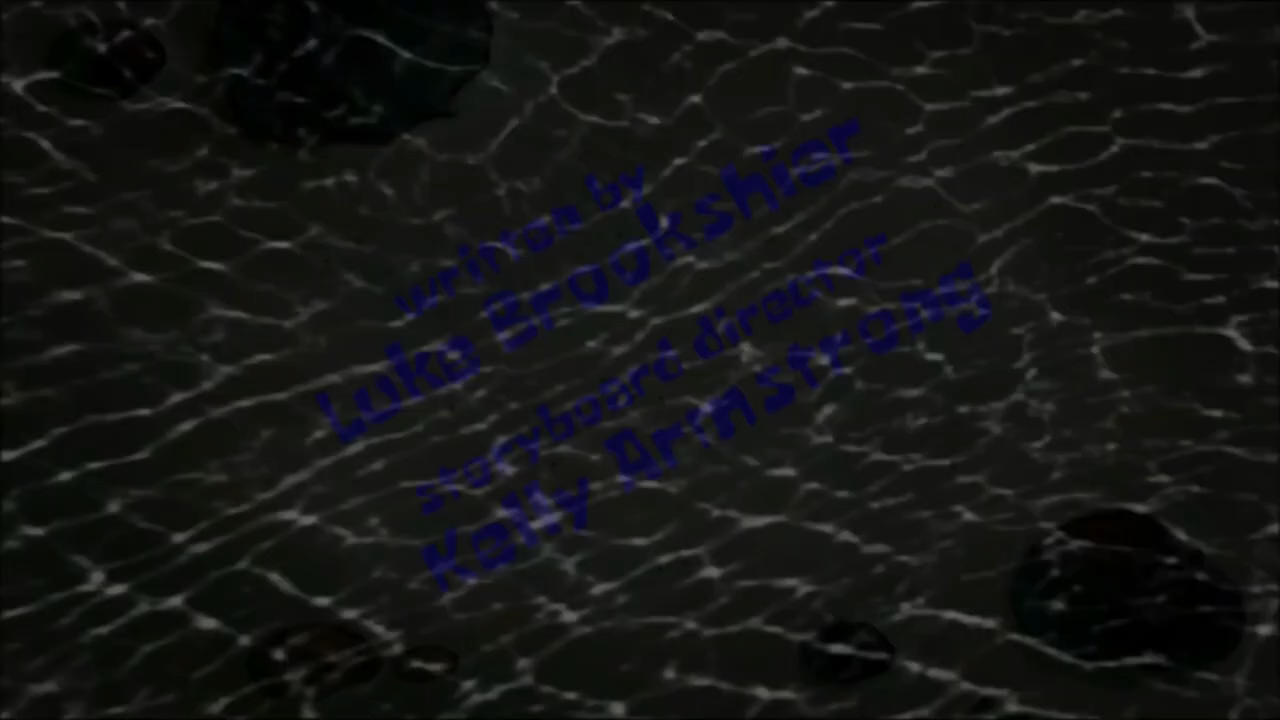 written by
Luke Brookshier
storyboard director
Kelly Armstrong